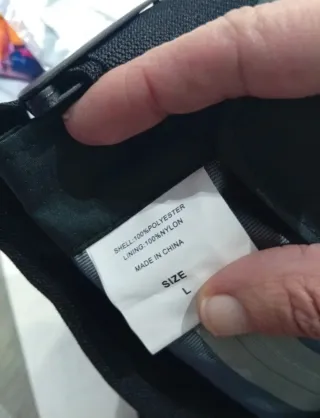 SHELL:100%POLYESTER
LINING:100%NYLON
MADE IN CHINA
SIZE
L